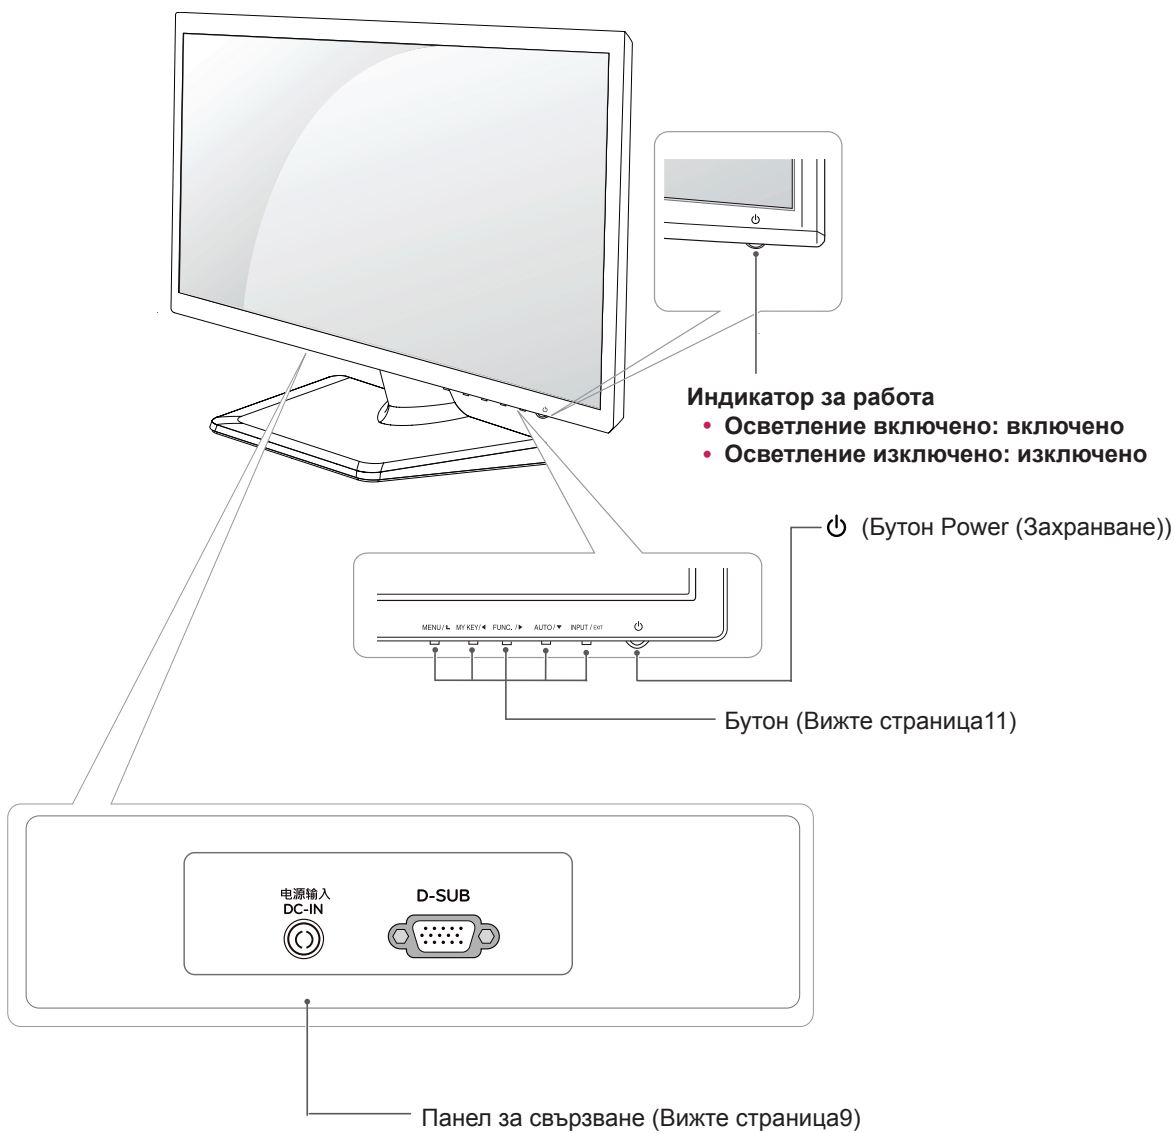 Индикатор за работа
• Осветление включено: включено
• Осветление изключено: изключено
(Бутон Power (Захранване))
MENU / MY KEY / ◀ FUNC. / ▶ AUTO / ▼ INPUT / EXIT
Бутон (Вижте страница11)
电源输入
DC-IN
D-SUB
Панел за свързване (Вижте страница9)